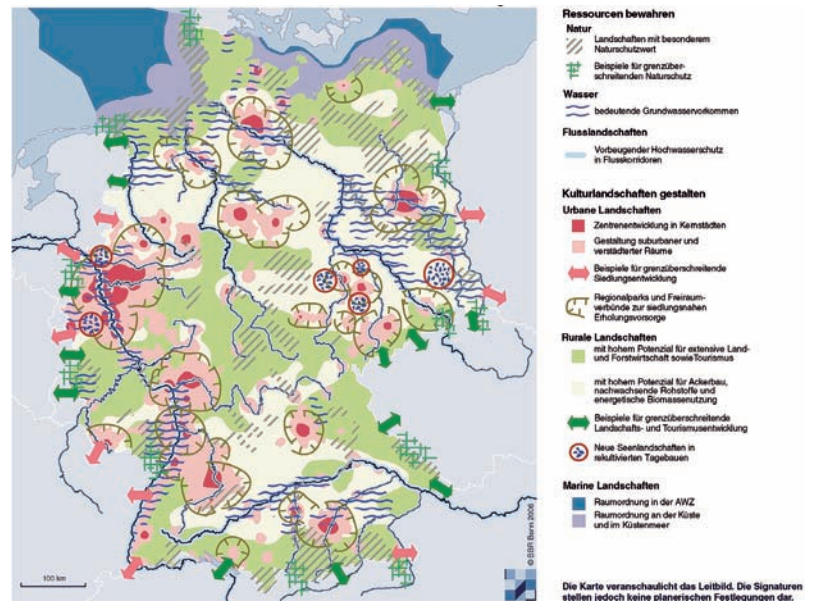 Ressourcen bewahren
Natur
Landschaften mit besonderem
Naturschutzwert
Beispiele für grenzüber-
schreitenden Naturschutz
Wasser
bedeutende Grundwasservorkommen
Flusslandschaften
Vorbeugender Hochwasserschutz
in Flusskorridoren
Kulturlandschaften gestalten
Urbane Landschaften
Zentrenentwicklung in Kernstädten
Gestaltung suburbaner und
verstädterter Räume
Beispiele für grenzüberschreitende
Siedlungsentwicklung
Regionalparks und Freiraum-
verbünde zur siedlungsnahen
Erholungsvorsorge
Rurale Landschaften
mit hohem Potenzial für extensive Land-
und Forstwirtschaft sowie Tourismus
mit hohem Potenzial für Ackerbau,
nachwachsende Rohstoffe und
energetische Biomassenutzung
Beispiele für grenzüberschreitende
Landschafts- und Tourismusentwicklung
Neue Seenlandschaften in
rekultivierten Tagebauen
Marine Landschaften
Raumordnung in der AWZ
Raumordnung an der Küste
und im Küstenmeer
100 km
© BBR Bonn 2006
Die Karte veranschaulicht das Leitbild. Die Signaturen
stellen jedoch keine planerischen Festlegungen dar.